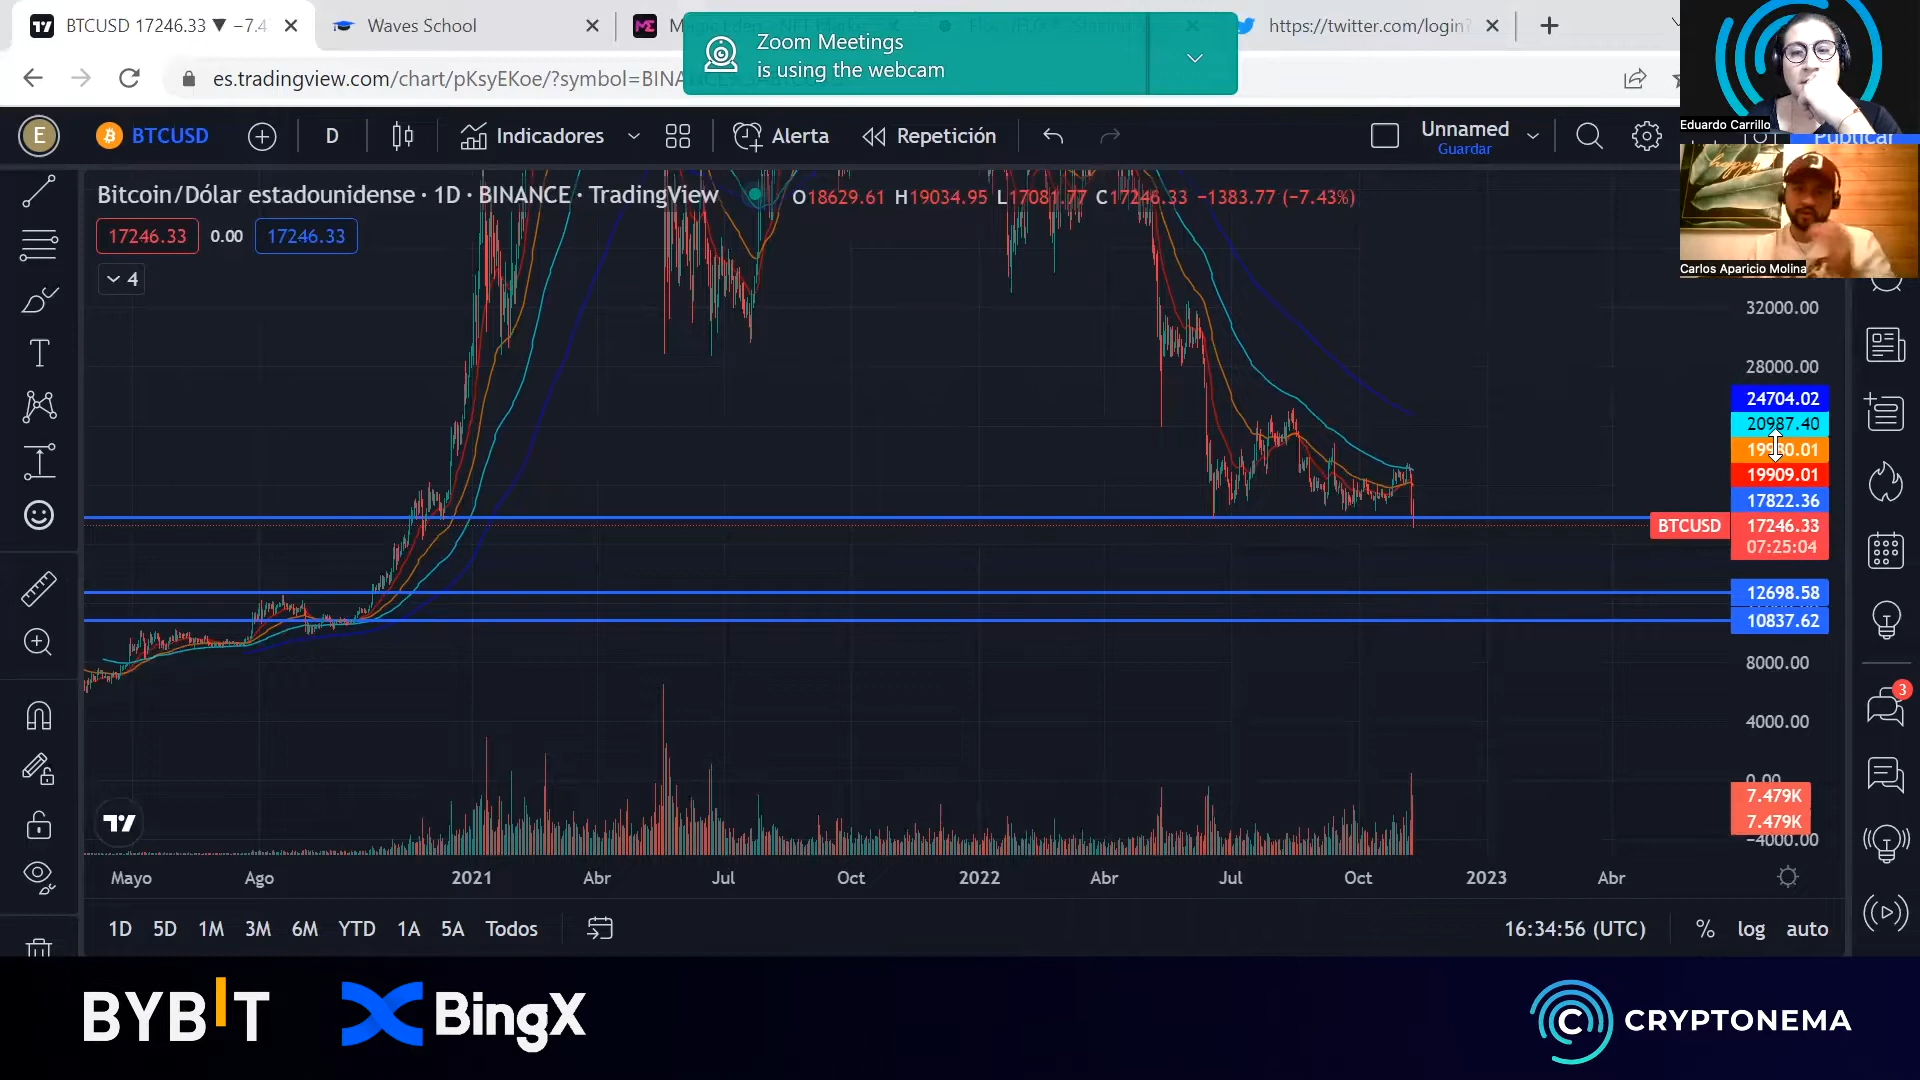 BTCUSD 17246.33 ▼ −7.4
Waves School
https://twitter.com/login?
Zoom Meetings
is using the webcam
es.tradingview.com/chart/pKsyEKoe/?symbol=BINA
E
BTCUSD
D
Indicadores
Alerta
Repetición
Unnamed
Guardar
Publicar
Eduardo Carrillo
happy
Carlos Aparicio Molina
Bitcoin/Dólar estadounidense · 1D · BINANCE · TradingView
O18629.61 H19034.95 L17081.77 C17246.33 −1383.77 (−7.43%)
17246.33 0.00 17246.33
4
32000.00
28000.00
24704.02
20987.40
19909.01
17822.36
BTCUSD 17246.33
07:25:04
12698.58
10837.62
8000.00
4000.00
0.00
7.479K
7.479K
−4000.00
3
Mayo Ago 2021 Abr Jul Oct 2022 Abr Jul Oct 2023 Abr
1D 5D 1M 3M 6M YTD 1A 5A Todos
16:34:56 (UTC) % log auto
BYBIT
BingX
CRYPTONEMA